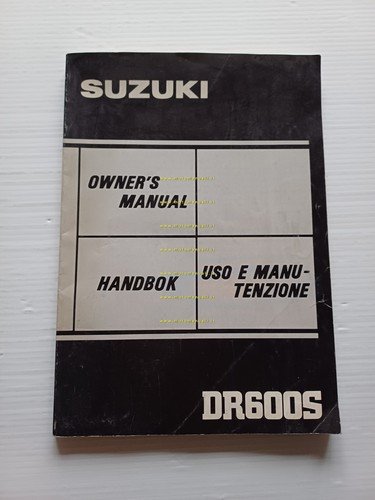 SUZUKI
OWNER'S
MANUAL
HANDBOK
USO E MANU-
TENZIONE
DR600S